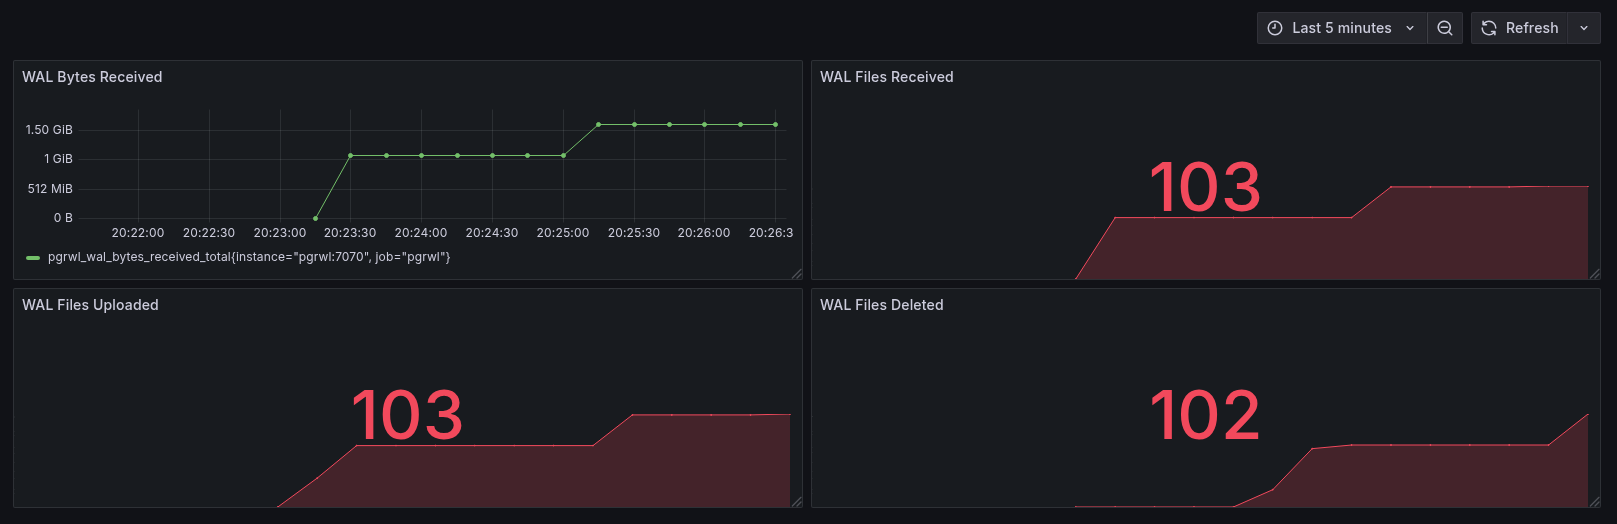 Last 5 minutes
Refresh
WAL Bytes Received
1.50 GiB
1 GiB
512 MiB
0 B
20:22:00 20:22:30 20:23:00 20:23:30 20:24:00 20:24:30 20:25:00 20:25:30 20:26:00 20:26:3
pgrwl_wal_bytes_received_total{instance="pgrwl:7070", job="pgrwl"}
WAL Files Received
103
WAL Files Uploaded
103
WAL Files Deleted
102